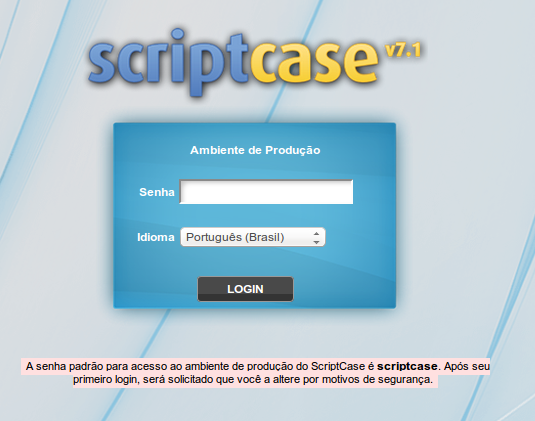 scriptcase v7.1
Ambiente de Produção
Senha
Idioma Português (Brasil)
LOGIN
A senha padrão para acesso ao ambiente de produção do ScriptCase é scriptcase. Após seu
primeiro login, será solicitado que você a altere por motivos de segurança.